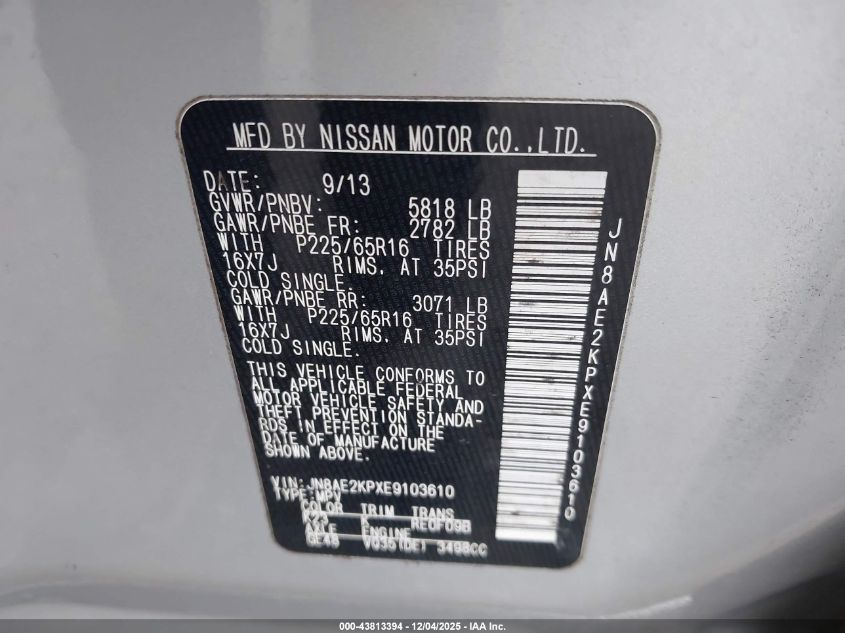 MFD BY NISSAN MOTOR CO.,LTD.
DATE: 9/13
GVWR/PNBV: 5818 LB
GAWR/PNBE FR: 2782 LB
WITH P225/65R16 TIRES
16X7J RIMS. AT 35PSI
COLD SINGLE.
GAWR/PNBE RR: 3071 LB
WITH P225/65R16 TIRES
16X7J RIMS. AT 35PSI
COLD SINGLE.
THIS VEHICLE CONFORMS TO
ALL APPLICABLE FEDERAL
MOTOR VEHICLE SAFETY AND
THEFT PREVENTION STANDA-
RDS IN EFFECT ON THE
DATE OF MANUFACTURE
SHOWN ABOVE.
VIN: JN8AE2KPXE9103610
TYPE: MPV
COLOR TRIM TRANS
K23 K RE0F09B
AXLE ENGINE
VQ35(DE) 3498CC
JN8AE2KPXE9103610
000-43813394 - 12/04/2025 - IAA Inc.